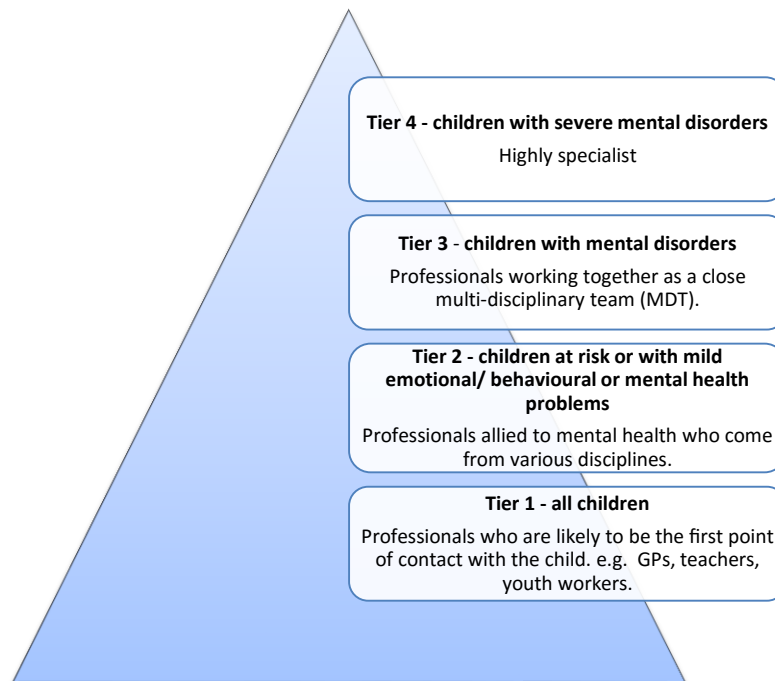 Tier 4 - children with severe mental disorders
Highly specialist
Tier 3 - children with mental disorders
Professionals working together as a close
multi-disciplinary team (MDT).
Tier 2 - children at risk or with mild
emotional/ behavioural or mental health
problems
Professionals allied to mental health who come
from various disciplines.
Tier 1 - all children
Professionals who are likely to be the first point
of contact with the child. e.g.  GPs, teachers,
youth workers.